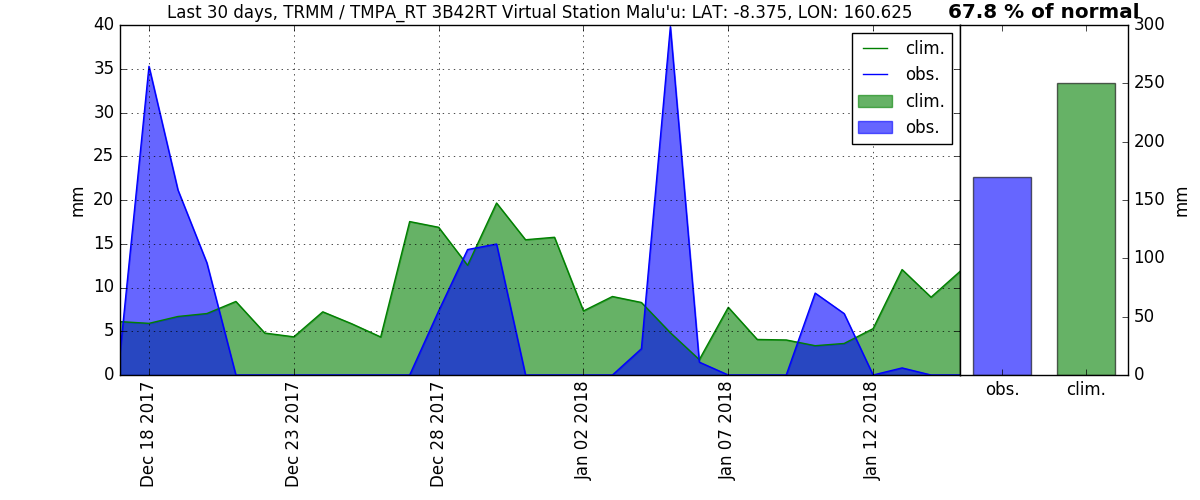 Last 30 days, TRMM / TMPA_RT 3B42RT Virtual Station Malu'u: LAT: -8.375, LON: 160.625
67.8 % of normal
40
35
30
25
20
15
10
5
0
mm
clim.
obs.
clim.
obs.
Dec 18 2017
Dec 23 2017
Dec 28 2017
Jan 02 2018
Jan 07 2018
Jan 12 2018
300
250
200
150
100
50
0
mm
obs.
clim.